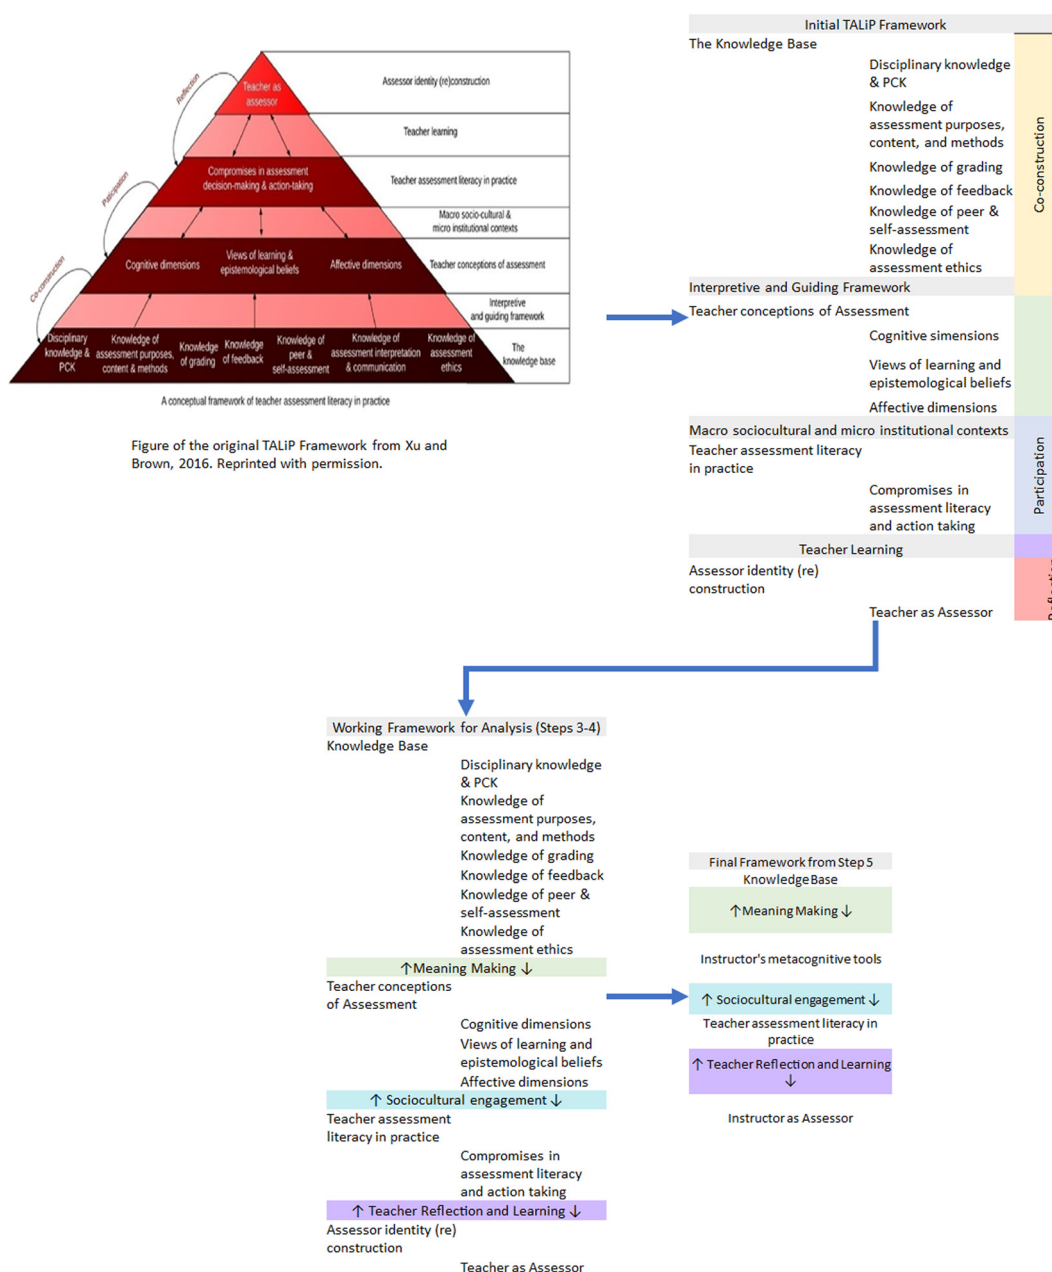 Teacher as
assessor
Assessor identity (re)construction
Reflection
Teacher learning
Compromises in assessment
decision-making & action-taking
Teacher assessment literacy in practice
Paticipation
Macro socio-cultural &
micro institutional contexts
Cognitive dimensions
Views of learning &
epistemological beliefs
Affective dimensions
Teacher conceptions of assessment
Co-construction
Interpretive
and guiding framework
Disciplinary
knowledge &
PCK
Knowledge of
assessment purposes,
content & methods
Knowledge
of grading
Knowledge
of feedback
Knowledge of
peer &
self-assessment
Knowledge of
assessment interpretation
& communication
Knowledge of
assessment
ethics
The
knowledge base
A conceptual framework of teacher assessment literacy in practice
Figure of the original TALiP Framework from Xu and
Brown, 2016. Reprinted with permission.
Initial TALiP Framework
The Knowledge Base
Disciplinary knowledge
& PCK
Knowledge of
assessment purposes,
content, and methods
Knowledge of grading
Knowledge of feedback
Knowledge of peer &
self-assessment
Knowledge of
assessment ethics
Co-construction
Interpretive and Guiding Framework
Teacher conceptions of Assessment
Cognitive simensions
Views of learning and
epistemological beliefs
Affective dimensions
Macro sociocultural and micro institutional contexts
Teacher assessment literacy
in practice
Compromises in
assessment literacy
and action taking
Participation
Teacher Learning
Assessor identity (re)
construction
Teacher as Assessor
Reflection
Working Framework for Analysis (Steps 3-4)
Knowledge Base
Disciplinary knowledge
& PCK
Knowledge of
assessment purposes,
content, and methods
Knowledge of grading
Knowledge of feedback
Knowledge of peer &
self-assessment
Knowledge of
assessment ethics
↑Meaning Making ↓
Teacher conceptions
of Assessment
Cognitive dimensions
Views of learning and
epistemological beliefs
Affective dimensions
↑ Sociocultural engagement ↓
Teacher assessment
literacy in practice
Compromises in
assessment literacy
and action taking
↑ Teacher Reflection and Learning ↓
Assessor identity (re)
construction
Teacher as Assessor
Final Framework from Step 5
Knowledge Base
↑Meaning Making ↓
Instructor's metacognitive tools
↑ Sociocultural engagement ↓
Teacher assessment literacy in
practice
↑ Teacher Reflection and Learning
↓
Instructor as Assessor